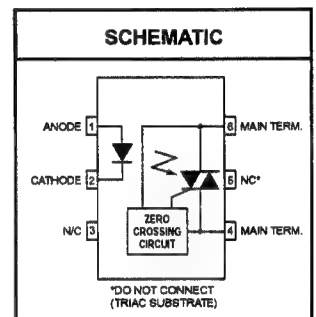 SCHEMATIC
ANODE 1
6 MAIN TERM.
CATHODE 2
5 NC*
N/C 3
4 MAIN TERM.
ZERO
CROSSING
CIRCUIT
*DO NOT CONNECT
(TRIAC SUBSTRATE)